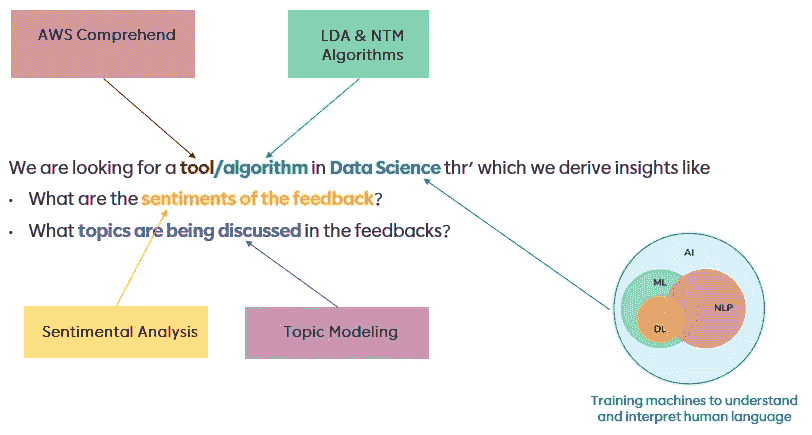 AWS Comprehend
LDA & NTM
Algorithms
We are looking for a tool/algorithm in Data Science thr’ which we derive insights like
• What are the sentiments of the feedback?
• What topics are being discussed in the feedbacks?
Sentimental Analysis
Topic Modeling
AI
ML
NLP
DL
Training machines to understand
and interpret human language